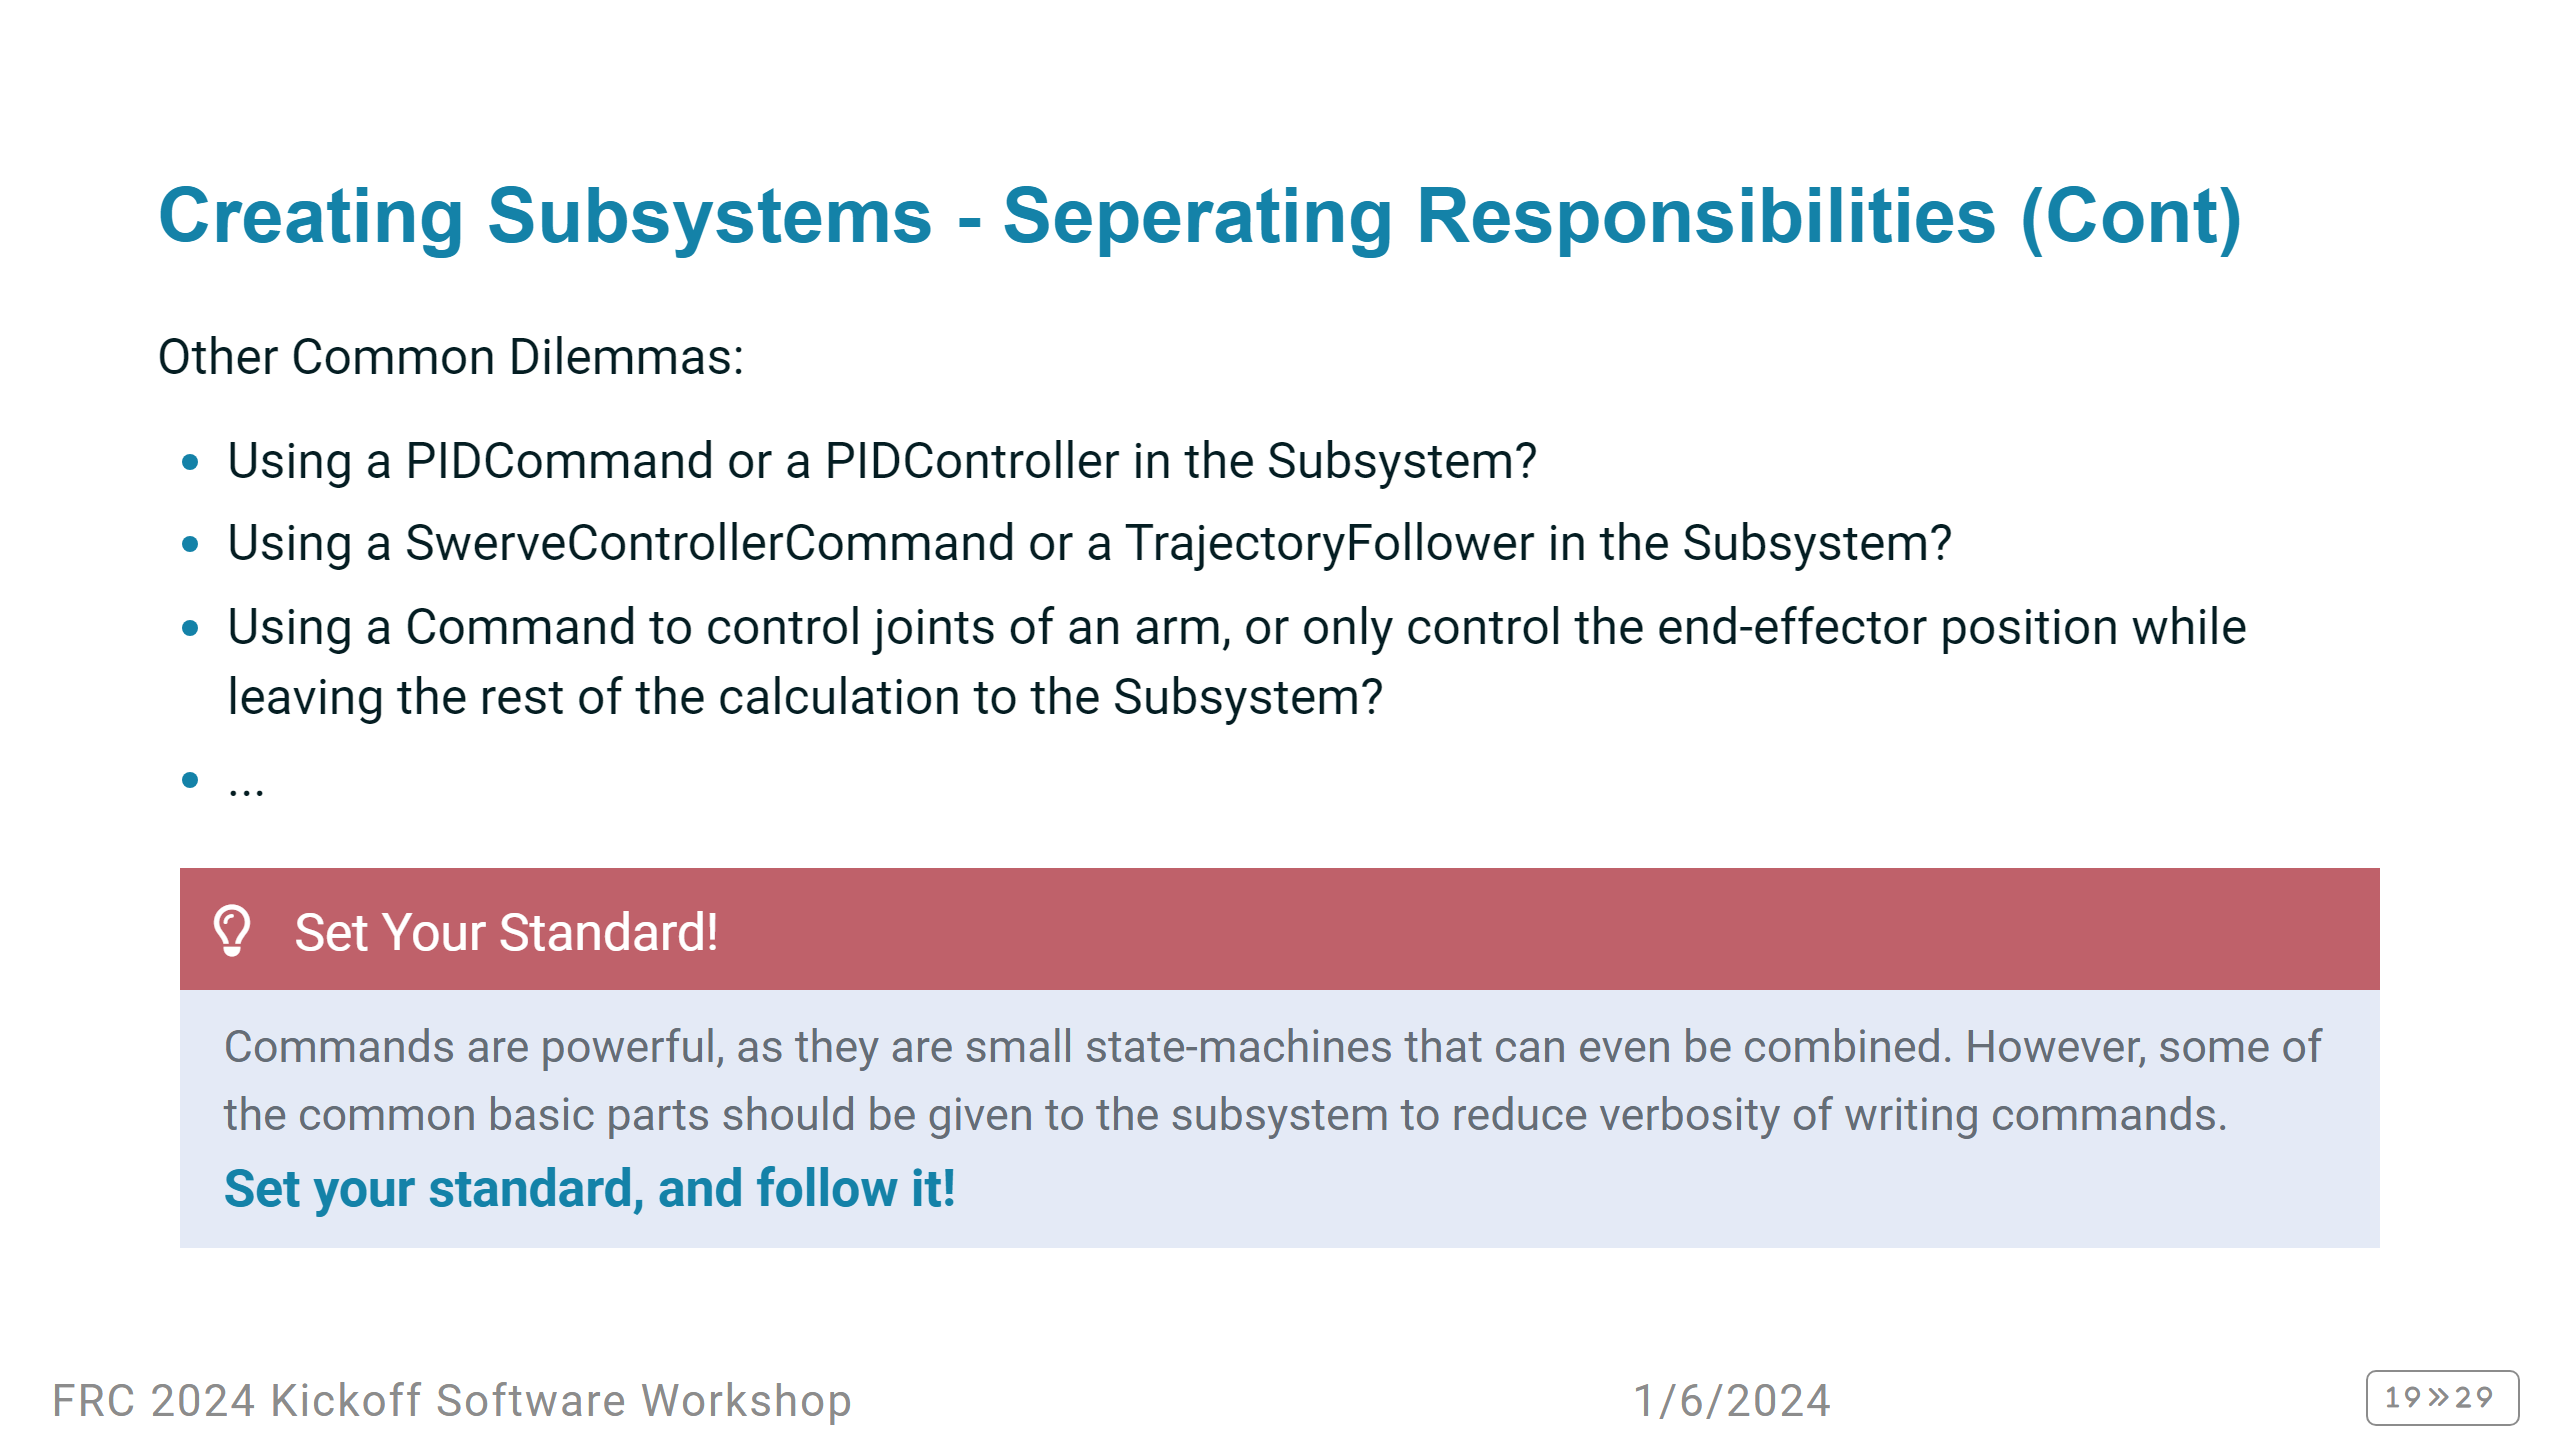 Creating Subsystems - Seperating Responsibilities (Cont)
Other Common Dilemmas:
• Using a PIDCommand or a PIDController in the Subsystem?
• Using a SwerveControllerCommand or a TrajectoryFollower in the Subsystem?
• Using a Command to control joints of an arm, or only control the end-effector position while
leaving the rest of the calculation to the Subsystem?
• ...
Set Your Standard!
Commands are powerful, as they are small state-machines that can even be combined. However, some of
the common basic parts should be given to the subsystem to reduce verbosity of writing commands.
Set your standard, and follow it!
FRC 2024 Kickoff Software Workshop
1/6/2024
19»29